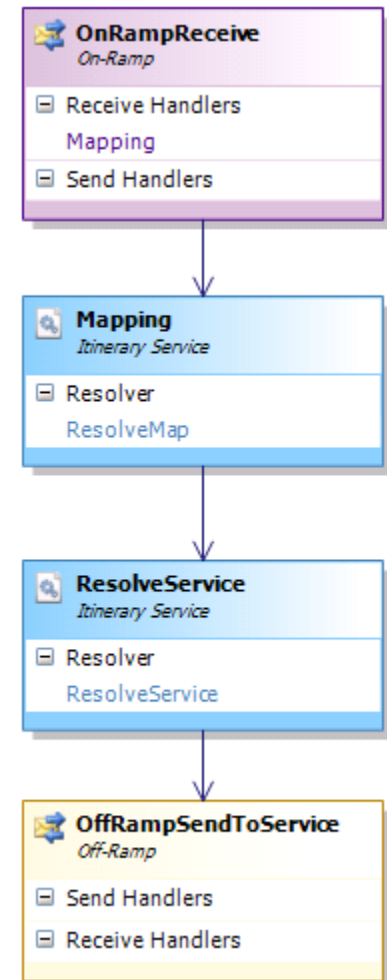 OnRampReceive
On-Ramp
Receive Handlers
Mapping
Send Handlers
Mapping
Itinerary Service
Resolver
ResolveMap
ResolveService
Itinerary Service
Resolver
ResolveService
OffRampSendToService
Off-Ramp
Send Handlers
Receive Handlers